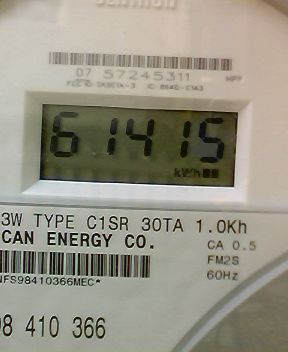 CENTRON
07 57245311
61415
kWh
3W TYPE C1SR 30TA 1.0Kh
CAN ENERGY CO.
CA 0.5
FM2S
60Hz
NFS98410366MEC*
08 410 366